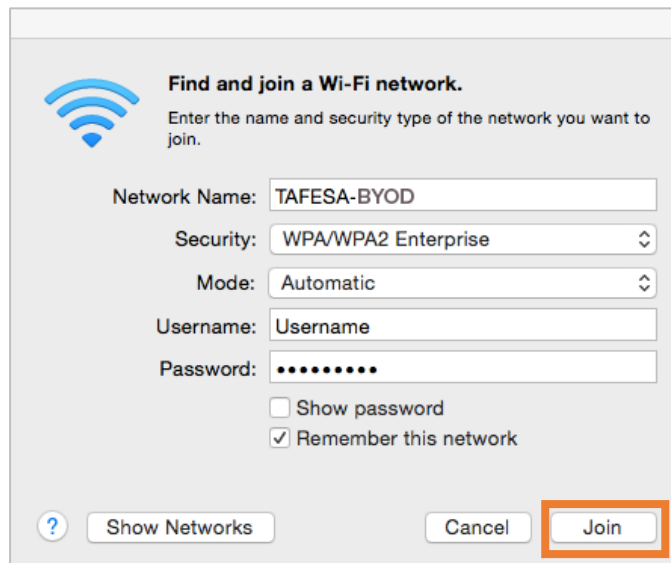 Find and join a Wi-Fi network.
Enter the name and security type of the network you want to
join.
Network Name: TAFESA-BYOD
Security: WPA/WPA2 Enterprise
Mode: Automatic
Username: Username
Password: •••••••••
Show password
Remember this network
? Show Networks Cancel Join